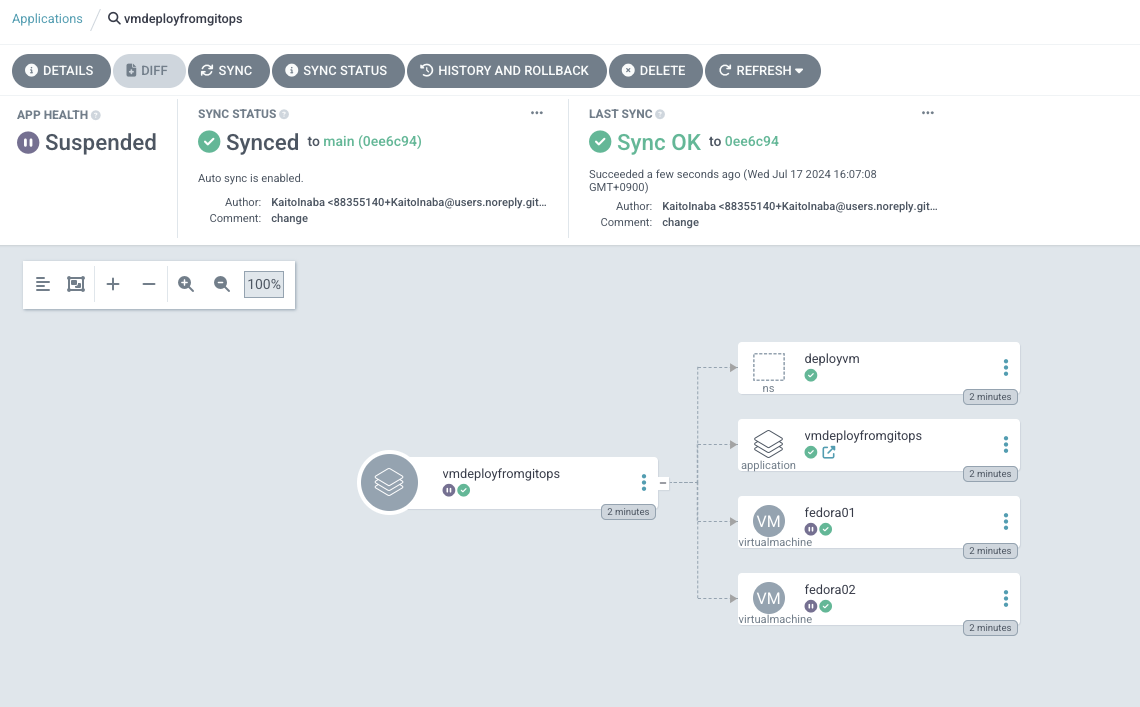 Applications
vmdeployfromgitops
DETAILS DIFF SYNC SYNC STATUS HISTORY AND ROLLBACK DELETE REFRESH
APP HEALTH
Suspended
SYNC STATUS
Synced to main (0ee6c94)
Auto sync is enabled.
Author: KaitoInaba <88355140+KaitoInaba@users.noreply.git...
Comment: change
LAST SYNC
Sync OK to 0ee6c94
Succeeded a few seconds ago (Wed Jul 17 2024 16:07:08
GMT+0900)
Author: KaitoInaba <88355140+KaitoInaba@users.noreply.git...
Comment: change
100%
vmdeployfromgitops
2 minutes
deployvm
ns
2 minutes
vmdeployfromgitops
application
2 minutes
VM
fedora01
virtualmachine
2 minutes
VM
fedora02
virtualmachine
2 minutes